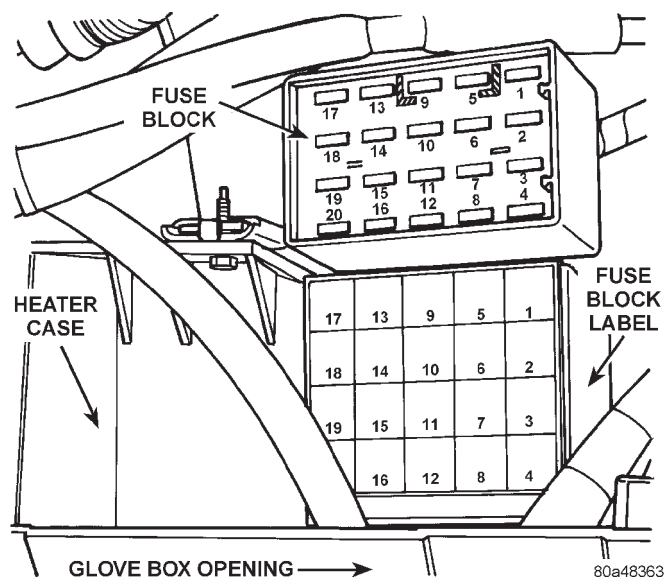 FUSE
BLOCK
17 13 9 5 1
18 14 10 6 2
19 15 11 7 3
20 16 12 8 4
HEATER
CASE
FUSE
BLOCK
LABEL
17 13 9 5 1
18 14 10 6 2
19 15 11 7 3
16 12 8 4
GLOVE BOX OPENING
80a48363